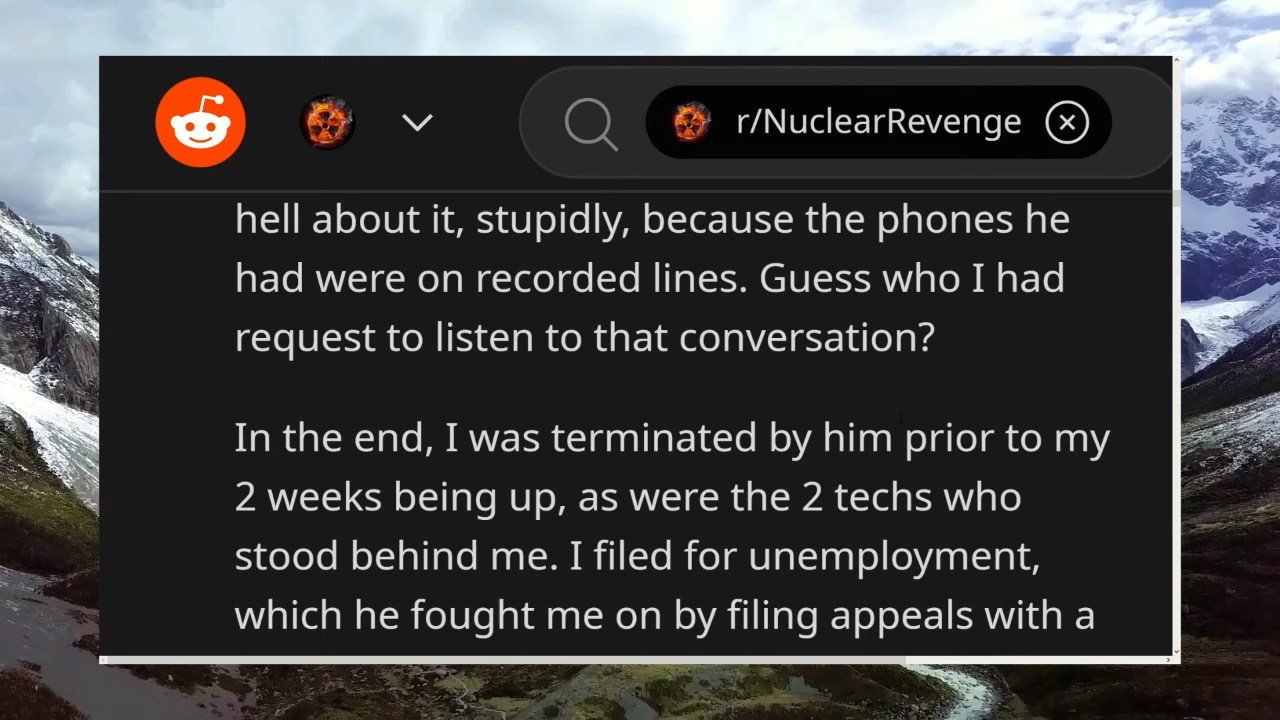 r/NuclearRevenge
hell about it, stupidly, because the phones he
had were on recorded lines. Guess who I had
request to listen to that conversation?
In the end, I was terminated by him prior to my
2 weeks being up, as were the 2 techs who
stood behind me. I filed for unemployment,
which he fought me on by filing appeals with a